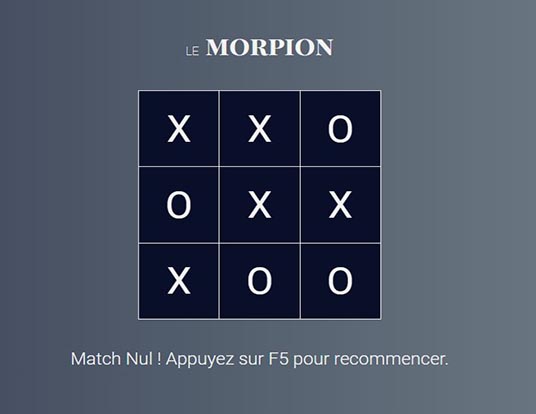 LE MORPION
X X O
O X X
X O O
Match Nul ! Appuyez sur F5 pour recommencer.